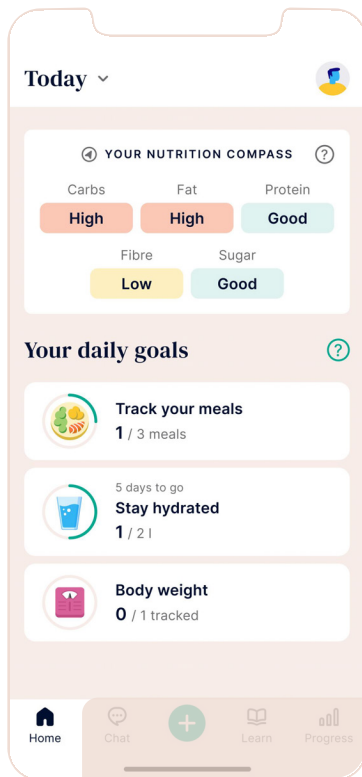 Today
YOUR NUTRITION COMPASS ?
Carbs Fat Protein
High High Good
Fibre Sugar
Low Good
Your daily goals ?
Track your meals
1 / 3 meals
5 days to go
Stay hydrated
1 / 2 l
Body weight
0 / 1 tracked
Home Chat Learn Progress